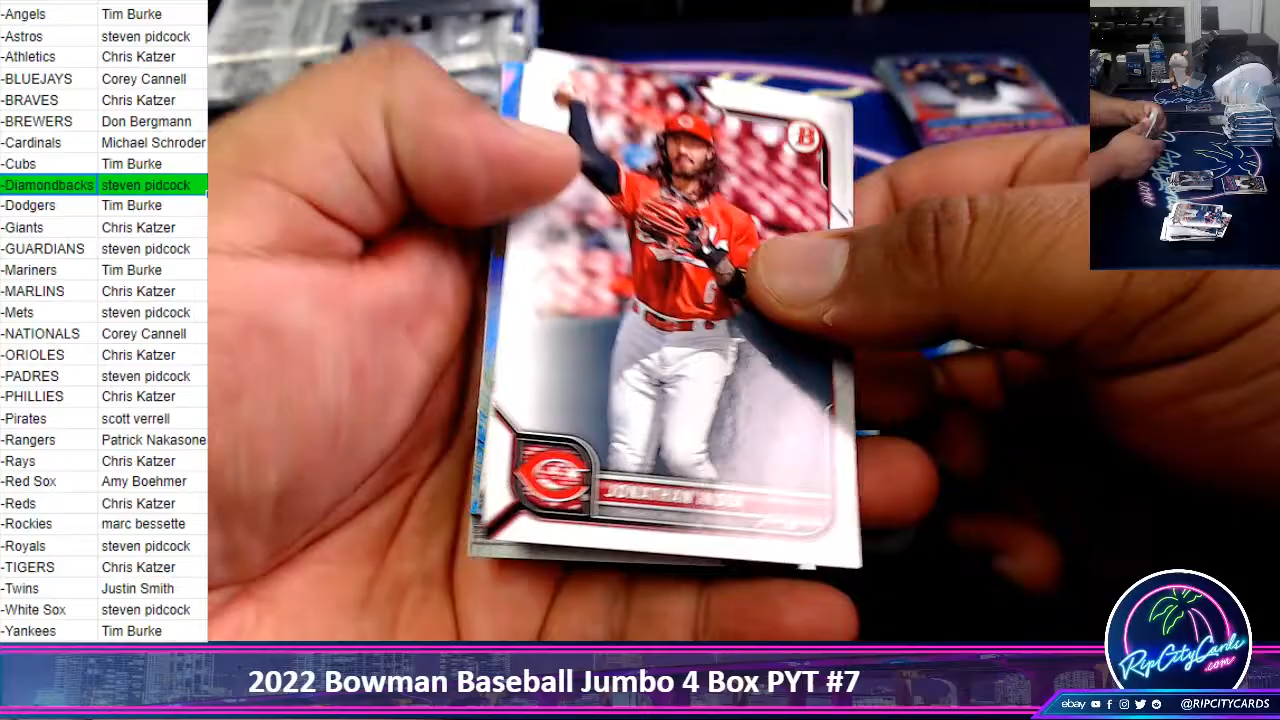 -Angels Tim Burke
-Astros steven pidcock
-Athletics Chris Katzer
-BLUEJAYS Corey Cannell
-BRAVES Chris Katzer
-BREWERS Don Bergmann
-Cardinals Michael Schroder
-Cubs Tim Burke
-Diamondbacks steven pidcock
-Dodgers Tim Burke
-Giants Chris Katzer
-GUARDIANS steven pidcock
-Mariners Tim Burke
-MARLINS Chris Katzer
-Mets steven pidcock
-NATIONALS Corey Cannell
-ORIOLES Chris Katzer
-PADRES steven pidcock
-PHILLIES Chris Katzer
-Pirates scott verrell
-Rangers Patrick Nakasone
-Rays Chris Katzer
-Red Sox Amy Boehmer
-Reds Chris Katzer
-Rockies marc bessette
-Royals steven pidcock
-TIGERS Chris Katzer
-Twins Justin Smith
-White Sox steven pidcock
-Yankees Tim Burke
B
JONATHAN
RipCityCards
.com
2022 Bowman Baseball Jumbo 4 Box PYT #7
ebay @RIPCITYCARDS